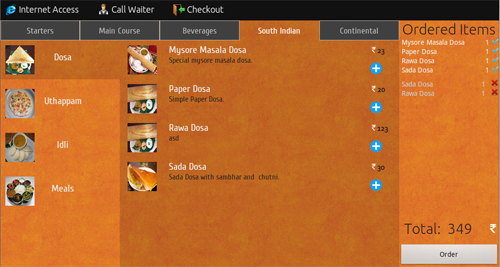 Internet Access
Call Waiter
Checkout
Starters
Main Course
Beverages
South Indian
Continental
Ordered Items
Dosa
Uthappam
Idli
Meals
Mysore Masala Dosa
Special mysore masala dosa.
₹ 23
Paper Dosa
Simple Paper Dosa.
₹ 20
Rawa Dosa
asd
₹ 123
Sada Dosa
Sada Dosa with sambhar and chutni
₹ 30
Mysore Masala Dosa 1
Paper Dosa 1
Rawa Dosa 1
Sada Dosa 1
Sada Dosa 1
Rawa Dosa 1
Total: 349 ₹
Order